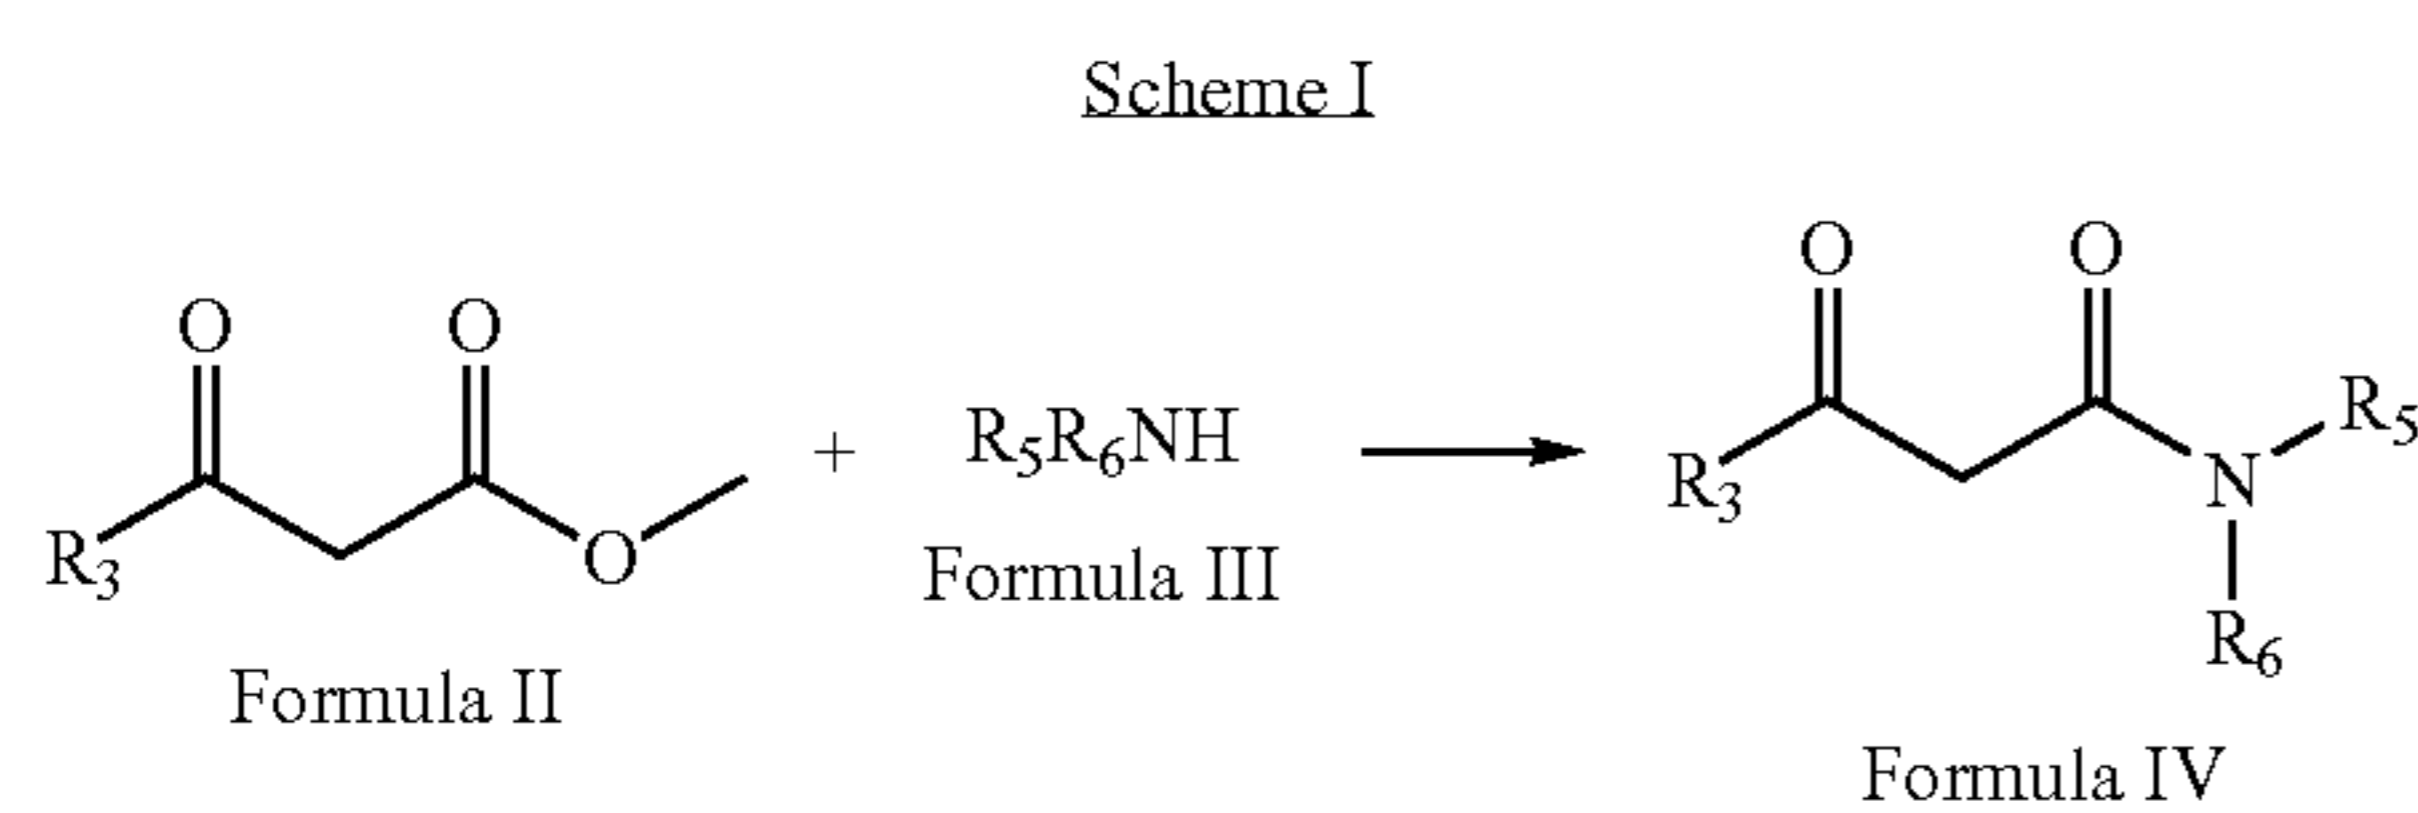 Scheme I
O O O O
R3 O + R5R6NH R3 N R5
R6
Formula II Formula III Formula IV